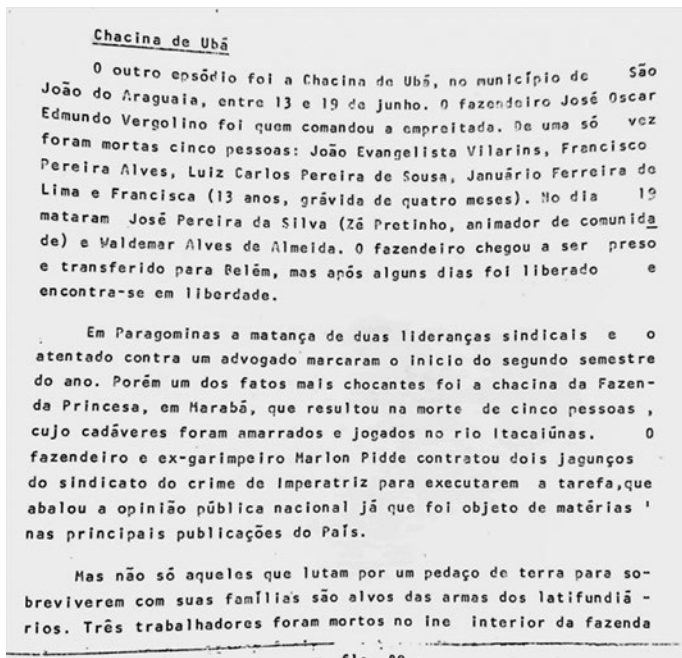 Chacina de Ubá
O outro epsódio foi a Chacina de Ubá, no município de São
João do Araguaia, entre 13 e 19 de junho. O fazendeiro José Oscar
Edmundo Vergolino foi quem comandou a empreitada. De uma só vez
foram mortas cinco pessoas: João Evangelista Vilarins, Francisco
Pereira Alves, Luiz Carlos Pereira de Sousa, Januário Ferreira de
Lima e Francisca (13 anos, grávida de quatro meses). No dia 19
mataram José Pereira da Silva (Zé Pretinho, animador de comunida
de) e Waldemar Alves de Almeida. O fazendeiro chegou a ser preso
e transferido para Belém, mas após alguns dias foi liberado e
encontra-se em liberdade.
Em Paragominas a matança de duas lideranças sindicais e o
atentado contra um advogado marcaram o inicio do segundo semestre
do ano. Porém um dos fatos mais chocantes foi a chacina da Fazen-
da Princesa, em Marabá, que resultou na morte de cinco pessoas ,
cujo cadáveres foram amarrados e jogados no rio Itacaiúnas. O
fazendeiro e ex-garimpeiro Marlon Pidde contratou dois jagunços
do sindicato do crime de Imperatriz para executarem a tarefa,que
abalou a opinião pública nacional já que foi objeto de matérias '
nas principais publicações do País.
Mas não só aqueles que lutam por um pedaço de terra para so-
breviverem com suas famílias são alvos das armas dos latifundiá -
rios. Três trabalhadores foram mortos no ine interior da fazenda